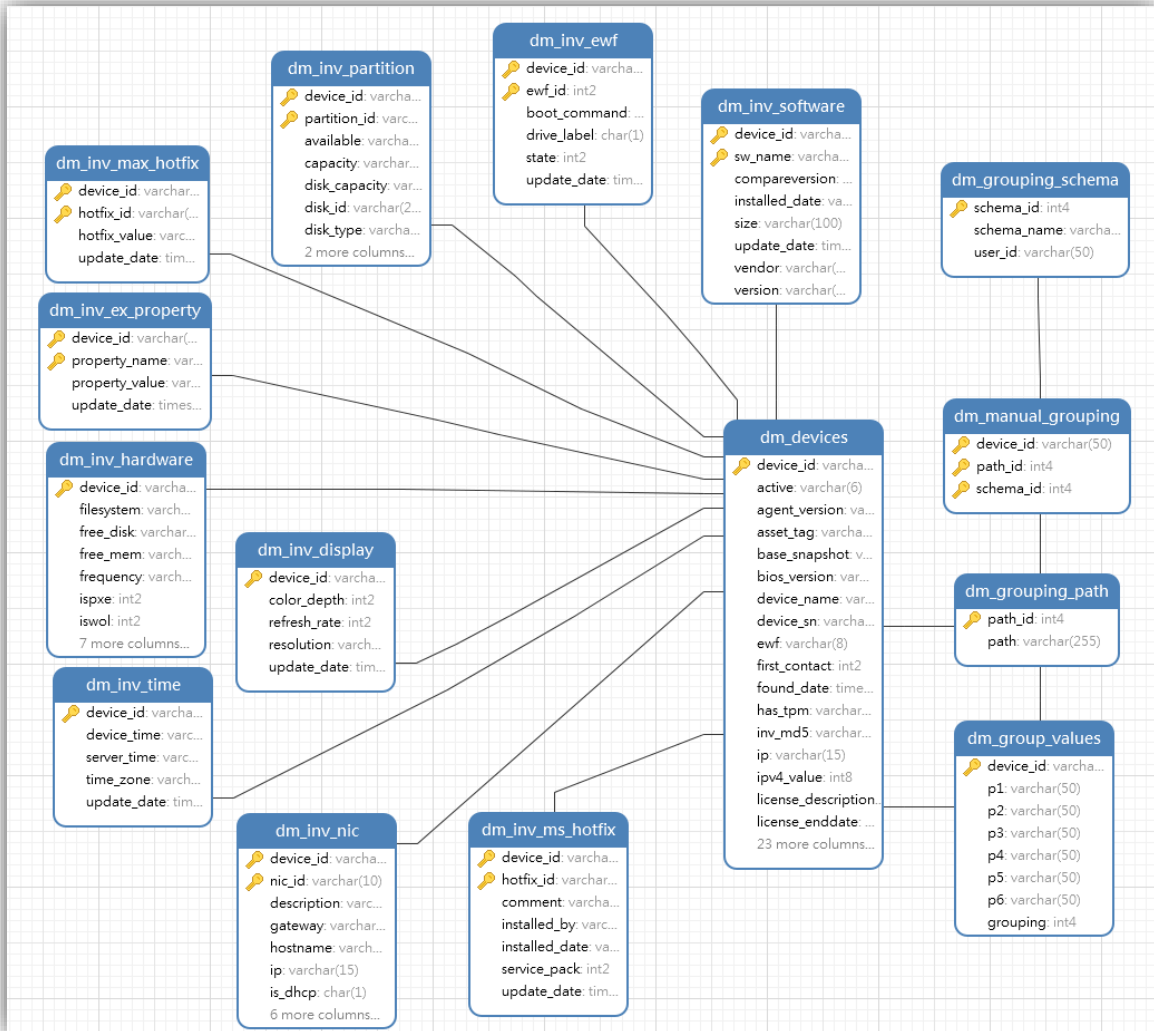 dm_inv_ewf
device_id: varcha...
ewf_id: int2
boot_command: ...
drive_label: char(1)
state: int2
update_date: tim...
dm_inv_partition
device_id: varcha...
partition_id: varc...
available: varcha...
capacity: varchar...
disk_capacity: var...
disk_id: varchar(2...
disk_type: varcha...
2 more columns...
dm_inv_software
device_id: varcha...
sw_name: varcha...
compareversion: ...
installed_date: va...
size: varchar(100)
update_date: tim...
vendor: varchar(...
version: varchar(...
dm_inv_max_hotfix
device_id: varchar...
hotfix_id: varchar(...
hotfix_value: varc...
update_date: tim...
dm_grouping_schema
schema_id: int4
schema_name: varcha...
user_id: varchar(50)
dm_inv_ex_property
device_id: varchar(...
property_name: var...
property_value: var...
update_date: times...
dm_manual_grouping
device_id: varchar(50)
path_id: int4
schema_id: int4
dm_devices
device_id: varcha...
active: varchar(6)
agent_version: va...
asset_tag: varcha...
base_snapshot: v...
bios_version: var...
device_name: var...
device_sn: varcha...
ewf: varchar(8)
first_contact: int2
found_date: time...
has_tpm: varchar...
inv_md5: varchar...
ip: varchar(15)
ipv4_value: int8
license_description...
license_enddate: ...
23 more columns...
dm_inv_hardware
device_id: varcha...
filesystem: varch...
free_disk: varchar...
free_mem: varch...
frequency: varch...
ispxe: int2
iswol: int2
7 more columns...
dm_inv_display
device_id: varcha...
color_depth: int2
refresh_rate: int2
resolution: varch...
update_date: tim...
dm_grouping_path
path_id: int4
path: varchar(255)
dm_inv_time
device_id: varcha...
device_time: varc...
server_time: varc...
time_zone: varch...
update_date: tim...
dm_group_values
device_id: varcha...
p1: varchar(50)
p2: varchar(50)
p3: varchar(50)
p4: varchar(50)
p5: varchar(50)
p6: varchar(50)
grouping: int4
dm_inv_nic
device_id: varcha...
nic_id: varchar(10)
description: varc...
gateway: varchar...
hostname: varch...
ip: varchar(15)
is_dhcp: char(1)
6 more columns...
dm_inv_ms_hotfix
device_id: varcha...
hotfix_id: varchar...
comment: varcha...
installed_by: varc...
installed_date: va...
service_pack: int2
update_date: tim...